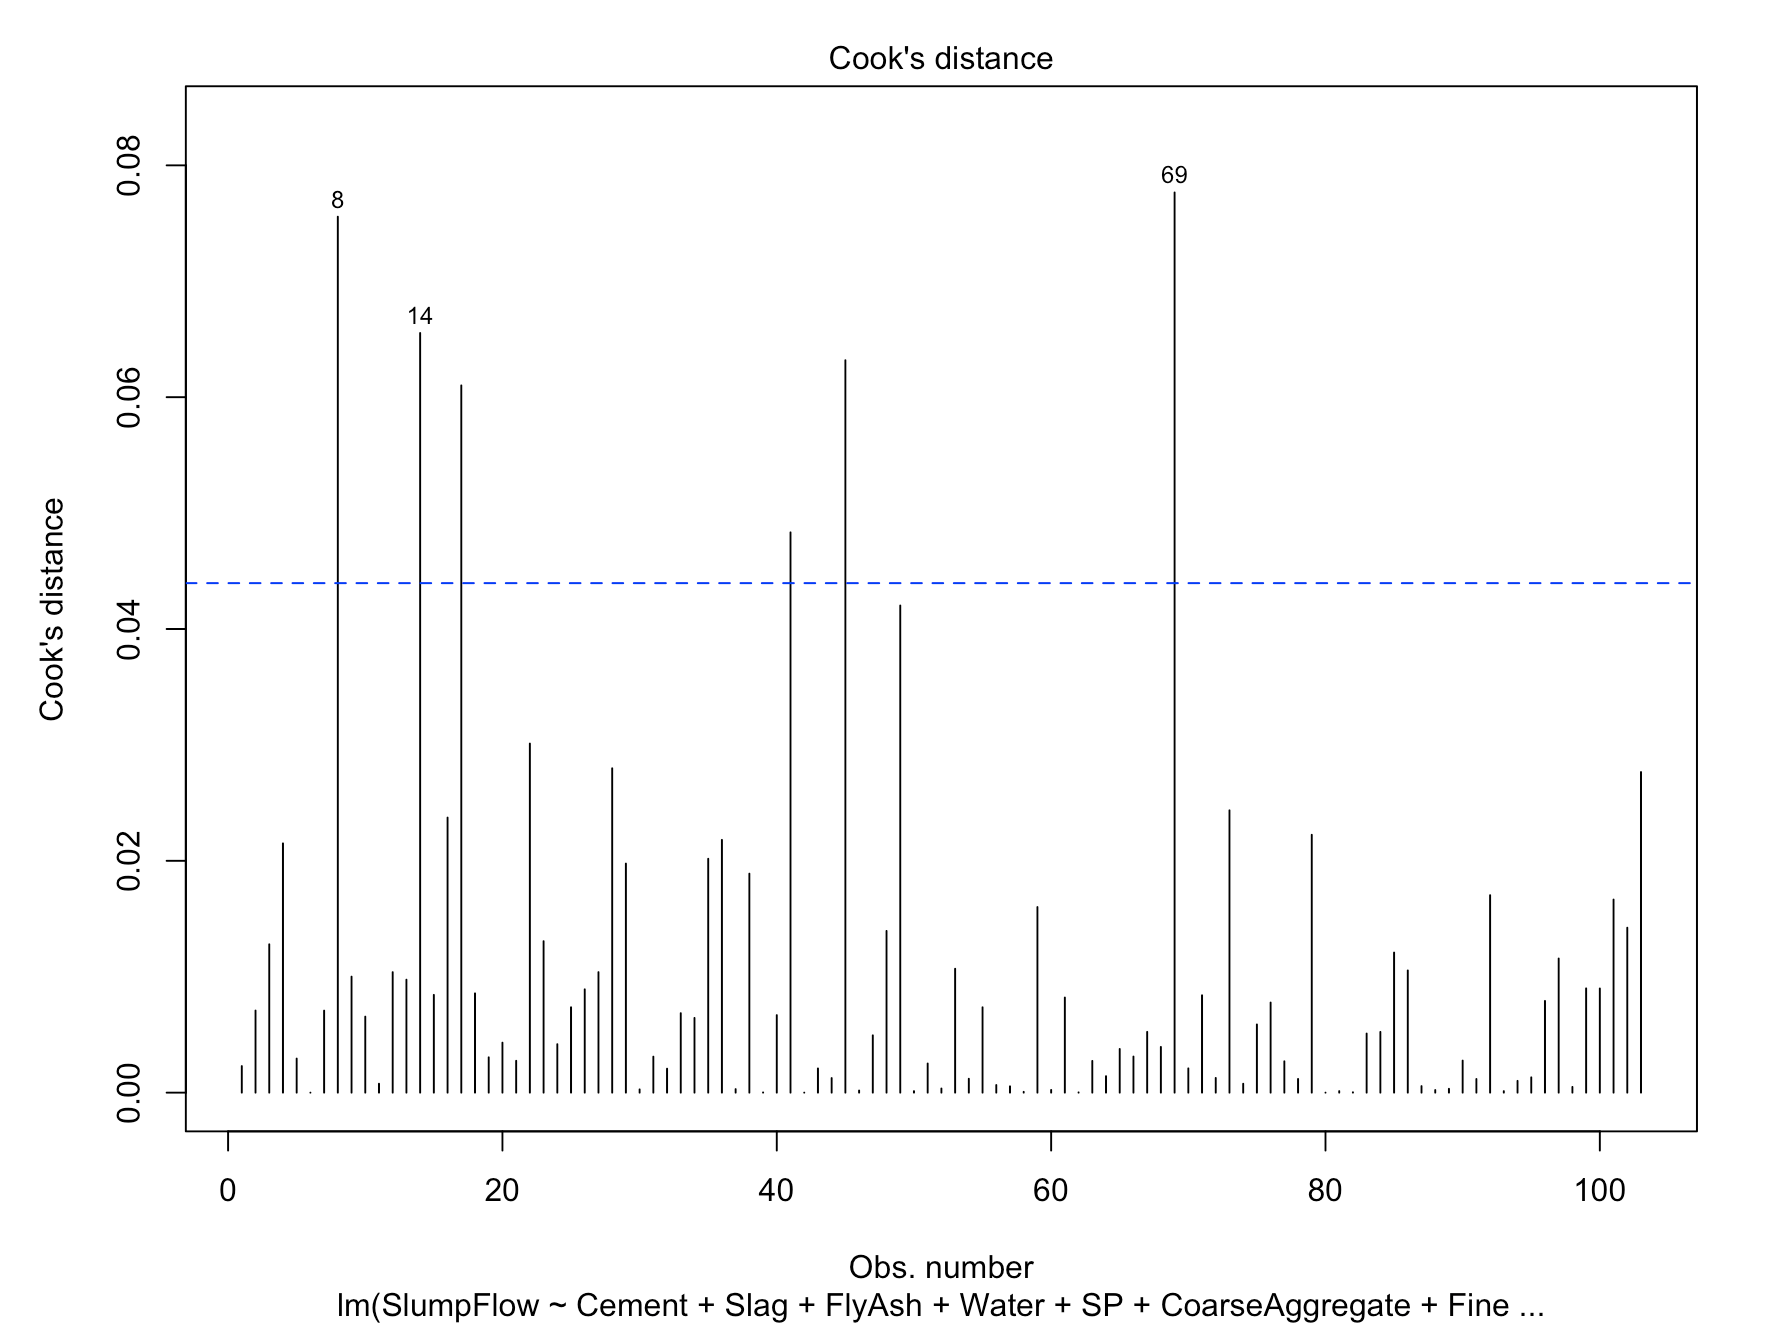 Cook's distance
69
8
14
0.08
0.06
0.04
0.02
0.00
Cook's distance
0 20 40 60 80 100
Obs. number
lm(SlumpFlow ~ Cement + Slag + FlyAsh + Water + SP + CoarseAggregate + Fine ...